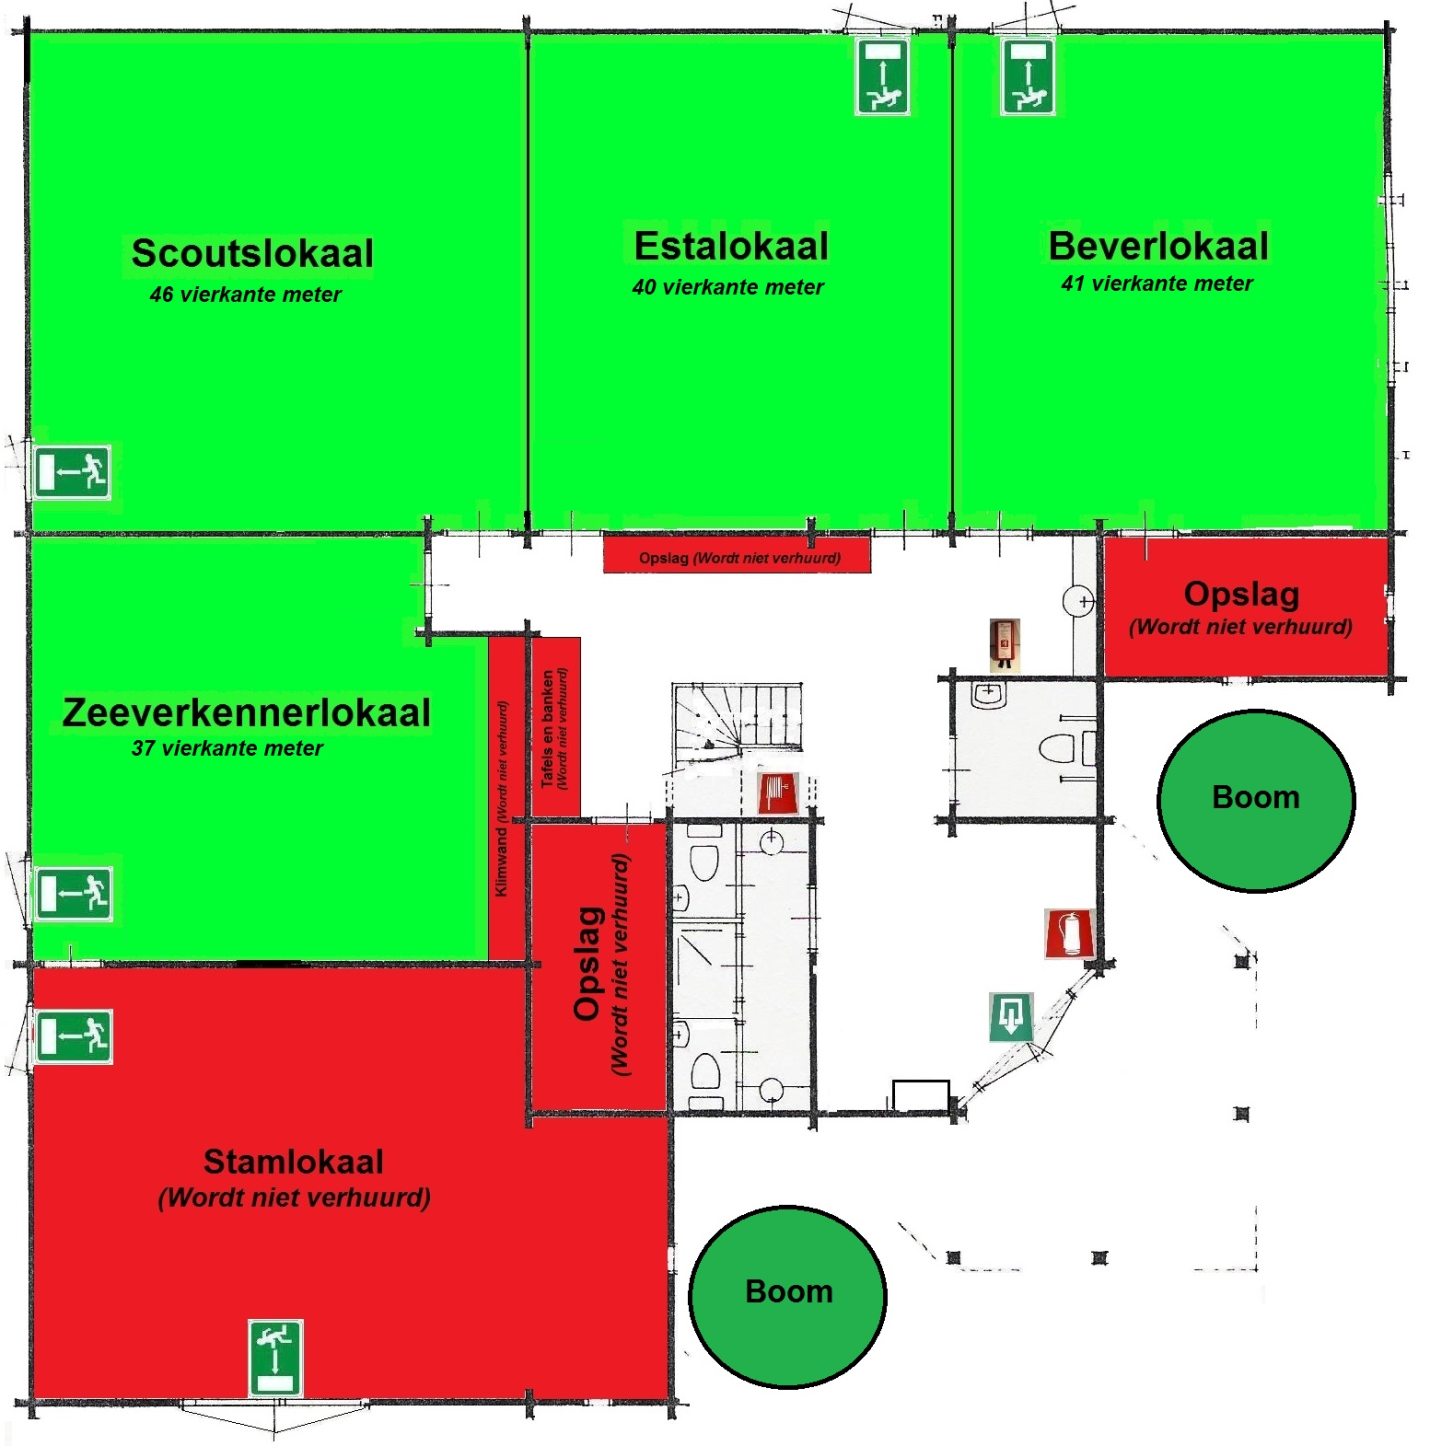 Scoutslokaal
46 vierkante meter
Estalokaal
40 vierkante meter
Beverlokaal
41 vierkante meter
Opslag (Wordt niet verhuurd)
Opslag
(Wordt niet verhuurd)
Zeeverkennerlokaal
37 vierkante meter
Klimwand (Wordt niet verhuurd)
Tafels en banken
(Wordt niet verhuurd)
Boom
Opslag
(Wordt niet verhuurd)
Stamlokaal
(Wordt niet verhuurd)
Boom